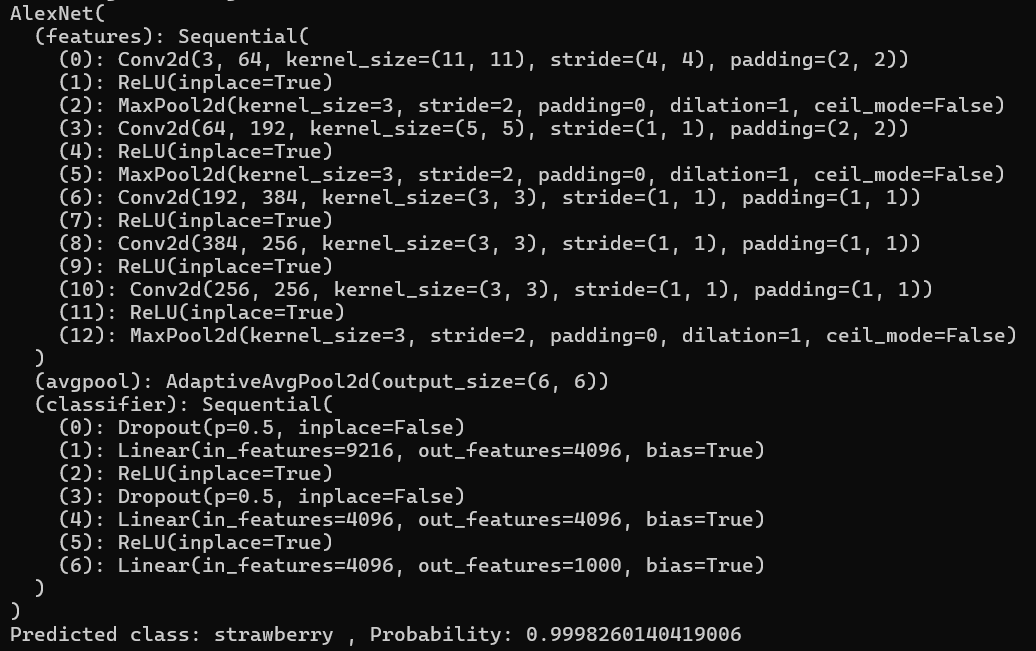 AlexNet(
  (features): Sequential(
    (0): Conv2d(3, 64, kernel_size=(11, 11), stride=(4, 4), padding=(2, 2))
    (1): ReLU(inplace=True)
    (2): MaxPool2d(kernel_size=3, stride=2, padding=0, dilation=1, ceil_mode=False)
    (3): Conv2d(64, 192, kernel_size=(5, 5), stride=(1, 1), padding=(2, 2))
    (4): ReLU(inplace=True)
    (5): MaxPool2d(kernel_size=3, stride=2, padding=0, dilation=1, ceil_mode=False)
    (6): Conv2d(192, 384, kernel_size=(3, 3), stride=(1, 1), padding=(1, 1))
    (7): ReLU(inplace=True)
    (8): Conv2d(384, 256, kernel_size=(3, 3), stride=(1, 1), padding=(1, 1))
    (9): ReLU(inplace=True)
    (10): Conv2d(256, 256, kernel_size=(3, 3), stride=(1, 1), padding=(1, 1))
    (11): ReLU(inplace=True)
    (12): MaxPool2d(kernel_size=3, stride=2, padding=0, dilation=1, ceil_mode=False)
  )
  (avgpool): AdaptiveAvgPool2d(output_size=(6, 6))
  (classifier): Sequential(
    (0): Dropout(p=0.5, inplace=False)
    (1): Linear(in_features=9216, out_features=4096, bias=True)
    (2): ReLU(inplace=True)
    (3): Dropout(p=0.5, inplace=False)
    (4): Linear(in_features=4096, out_features=4096, bias=True)
    (5): ReLU(inplace=True)
    (6): Linear(in_features=4096, out_features=1000, bias=True)
  )
)
Predicted class: strawberry , Probability: 0.9998260140419006